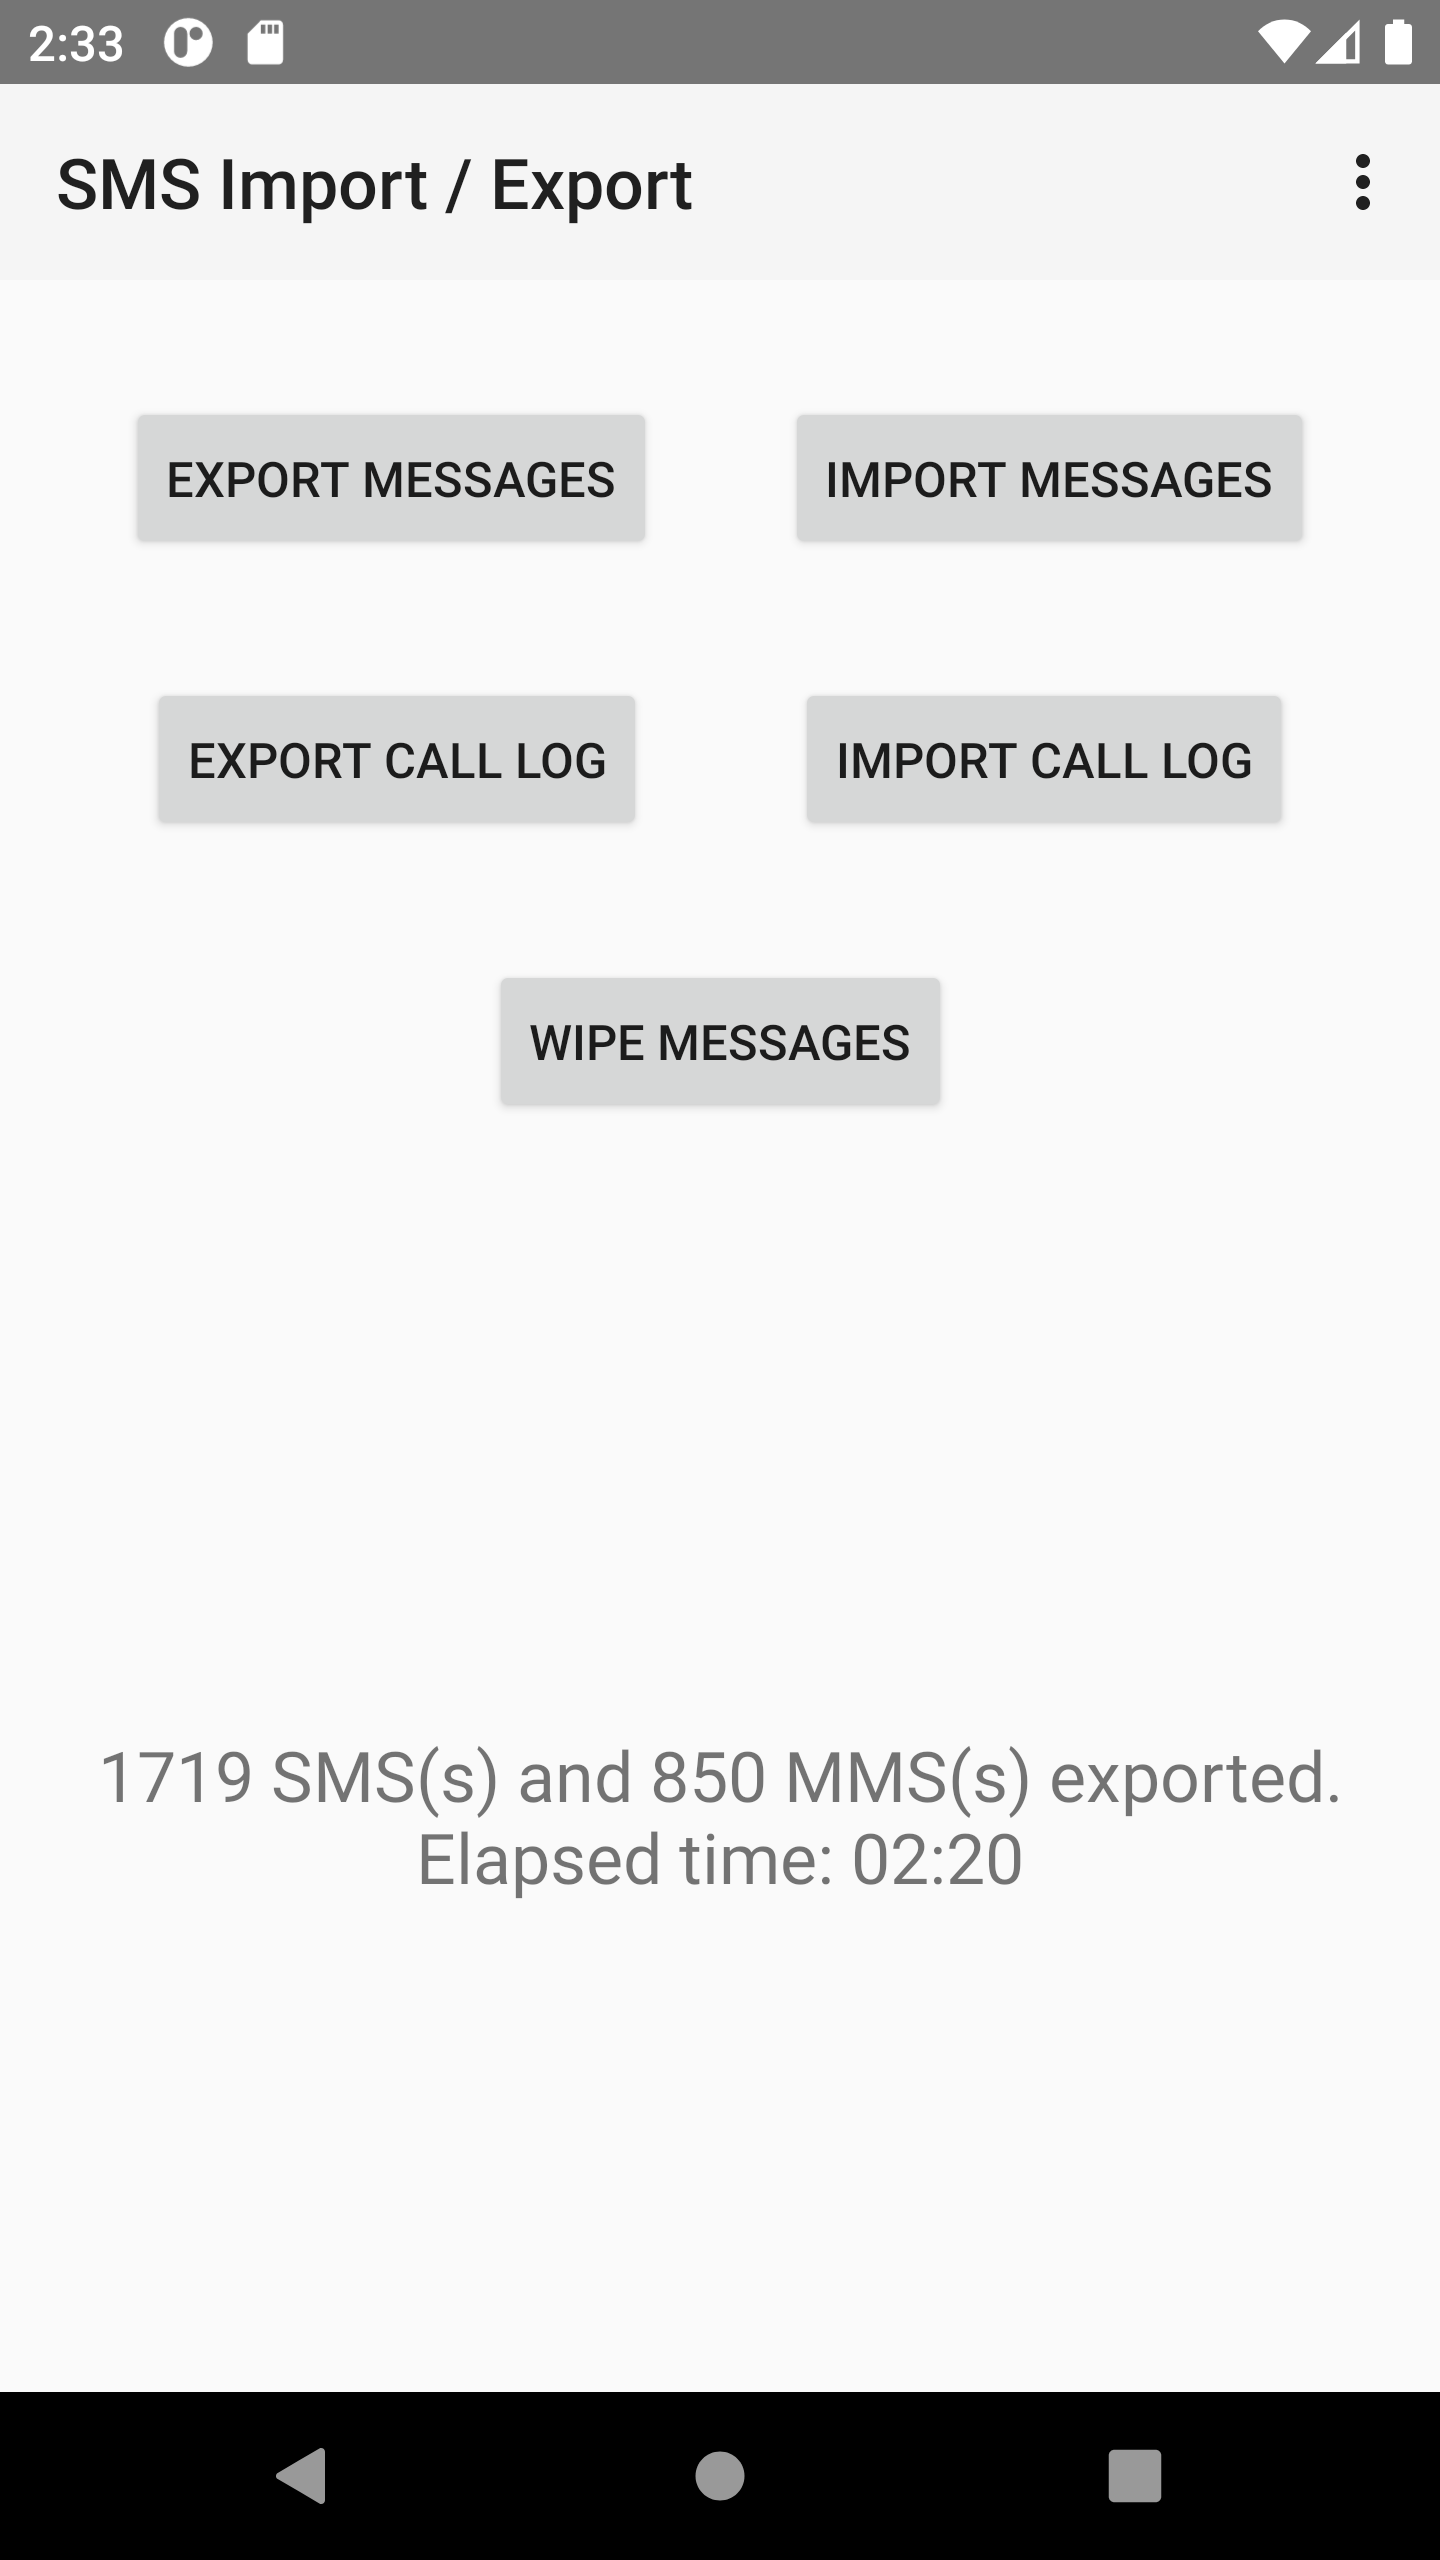 2:33
SMS Import / Export
EXPORT MESSAGES
IMPORT MESSAGES
EXPORT CALL LOG
IMPORT CALL LOG
WIPE MESSAGES
1719 SMS(s) and 850 MMS(s) exported.
Elapsed time: 02:20